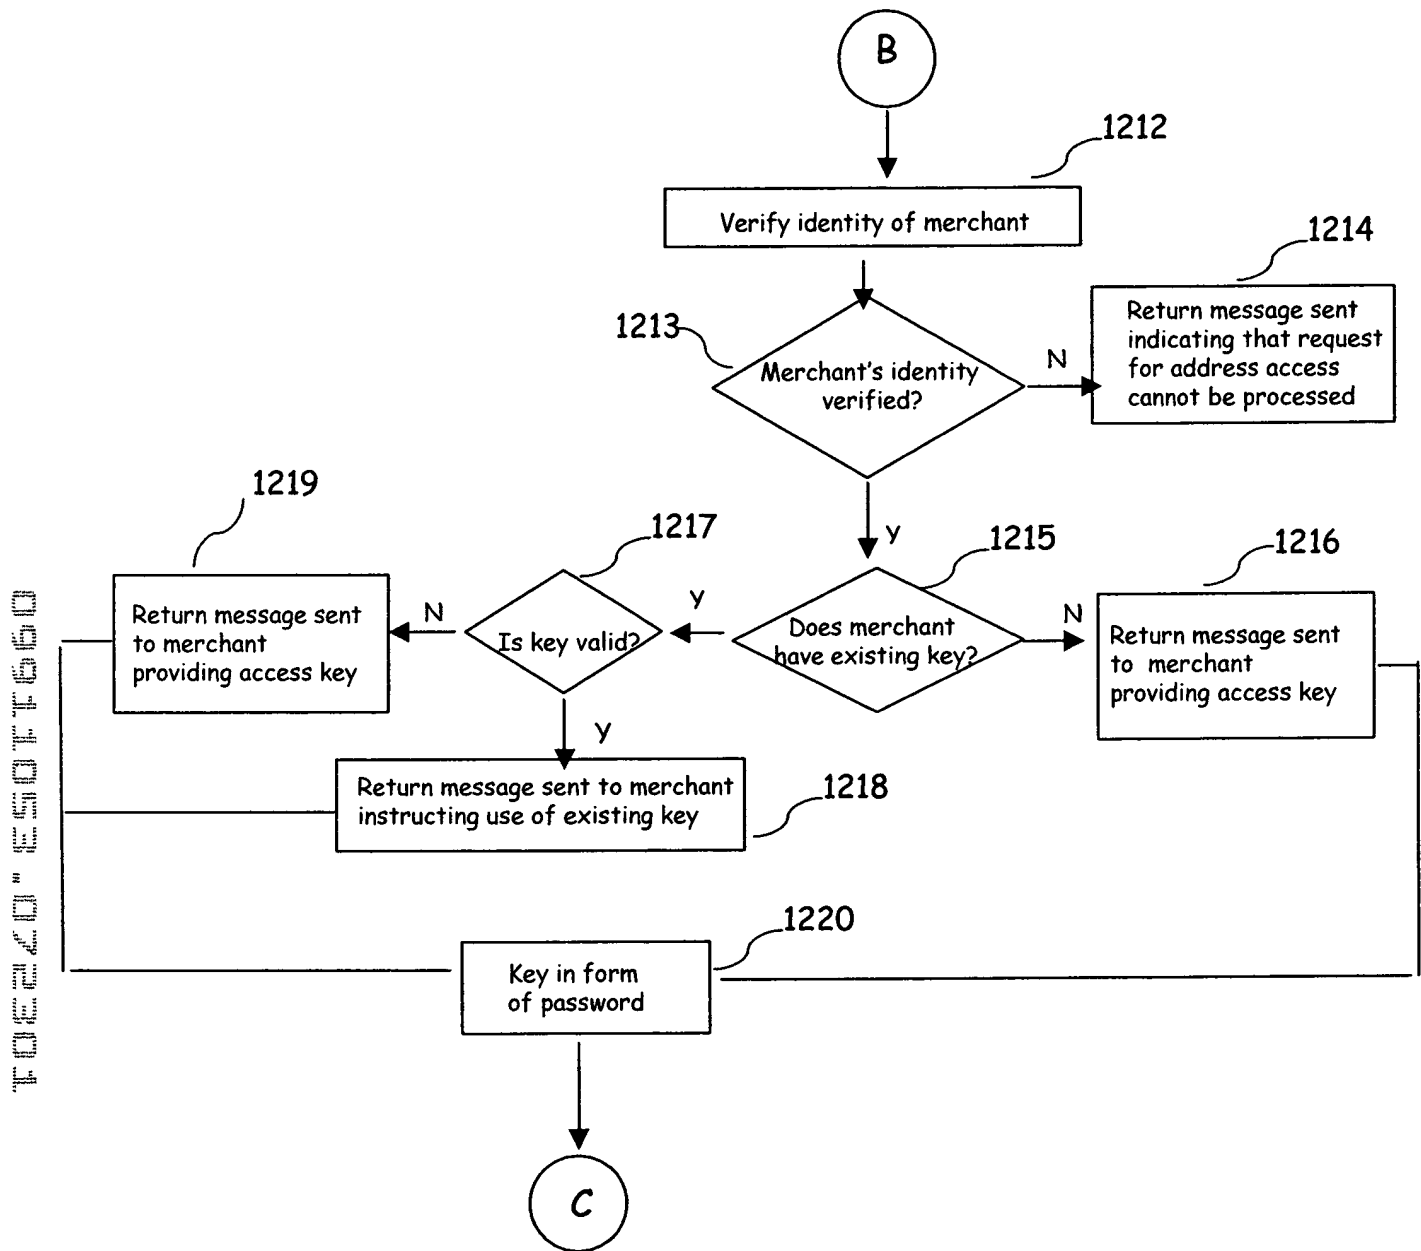 B
1212
Verify identity of merchant
1214
Return message sent
indicating that request
for address access
cannot be processed
1213
Merchant's identity
verified?
N
Y
1219
1217
1215
1216
Return message sent
to merchant
providing access key
N
Is key valid?
Y
Does merchant
have existing key?
N
Return message sent
to merchant
providing access key
Y
Return message sent to merchant
instructing use of existing key
1218
1220
Key in form
of password
C